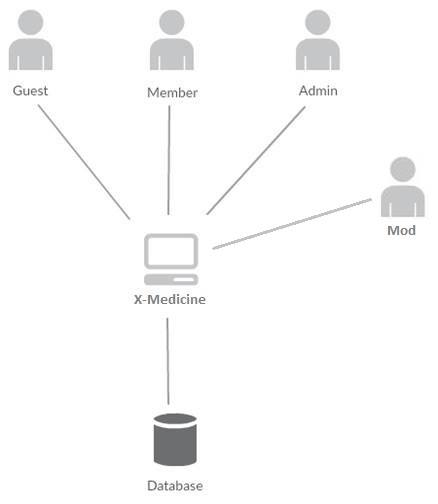 Guest
Member
Admin
Mod
X-Medicine
Database